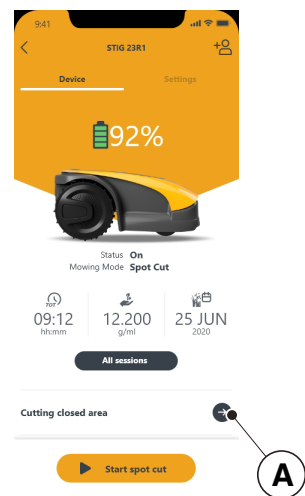 9:41
STIG 23R1
Device Settings
92%
Status On
Mowing Mode Spot Cut
TOT
09:12 12.200 25 JUN
hh:mm g/ml 2020
All sessions
Cutting closed area
Start spot cut
A